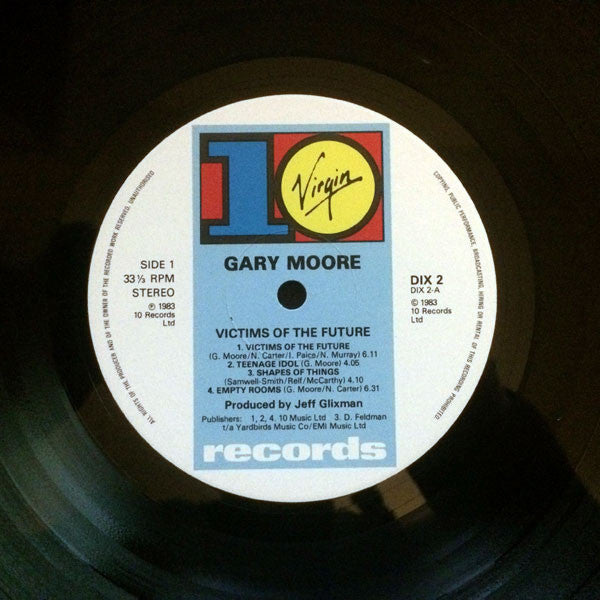 10
Virgin
GARY MOORE
SIDE 1
33⅓ RPM
STEREO
℗ 1983
10 Records
Ltd
DIX 2
DIX 2-A
© 1983
10 Records
Ltd
VICTIMS OF THE FUTURE
1. VICTIMS OF THE FUTURE
(G. Moore/N. Carter/I. Paice/N. Murray) 6.11
2. TEENAGE IDOL (G. Moore) 4.05
3. SHAPES OF THINGS
(Samwell-Smith/Relf/McCarthy) 4.10
4. EMPTY ROOMS (G. Moore/N. Carter) 6.31
Produced by Jeff Glixman
Publishers: 1, 2, 4. 10 Music Ltd 3. D. Feldman
t/a Yardbirds Music Co/EMI Music Ltd
records
ALL RIGHTS OF THE PRODUCER AND OF THE OWNER OF THE RECORDED WORK RESERVED. UNAUTHORISED
COPYING, PUBLIC PERFORMANCE, BROADCASTING, HIRING OR RENTAL OF THIS RECORDING PROHIBITED